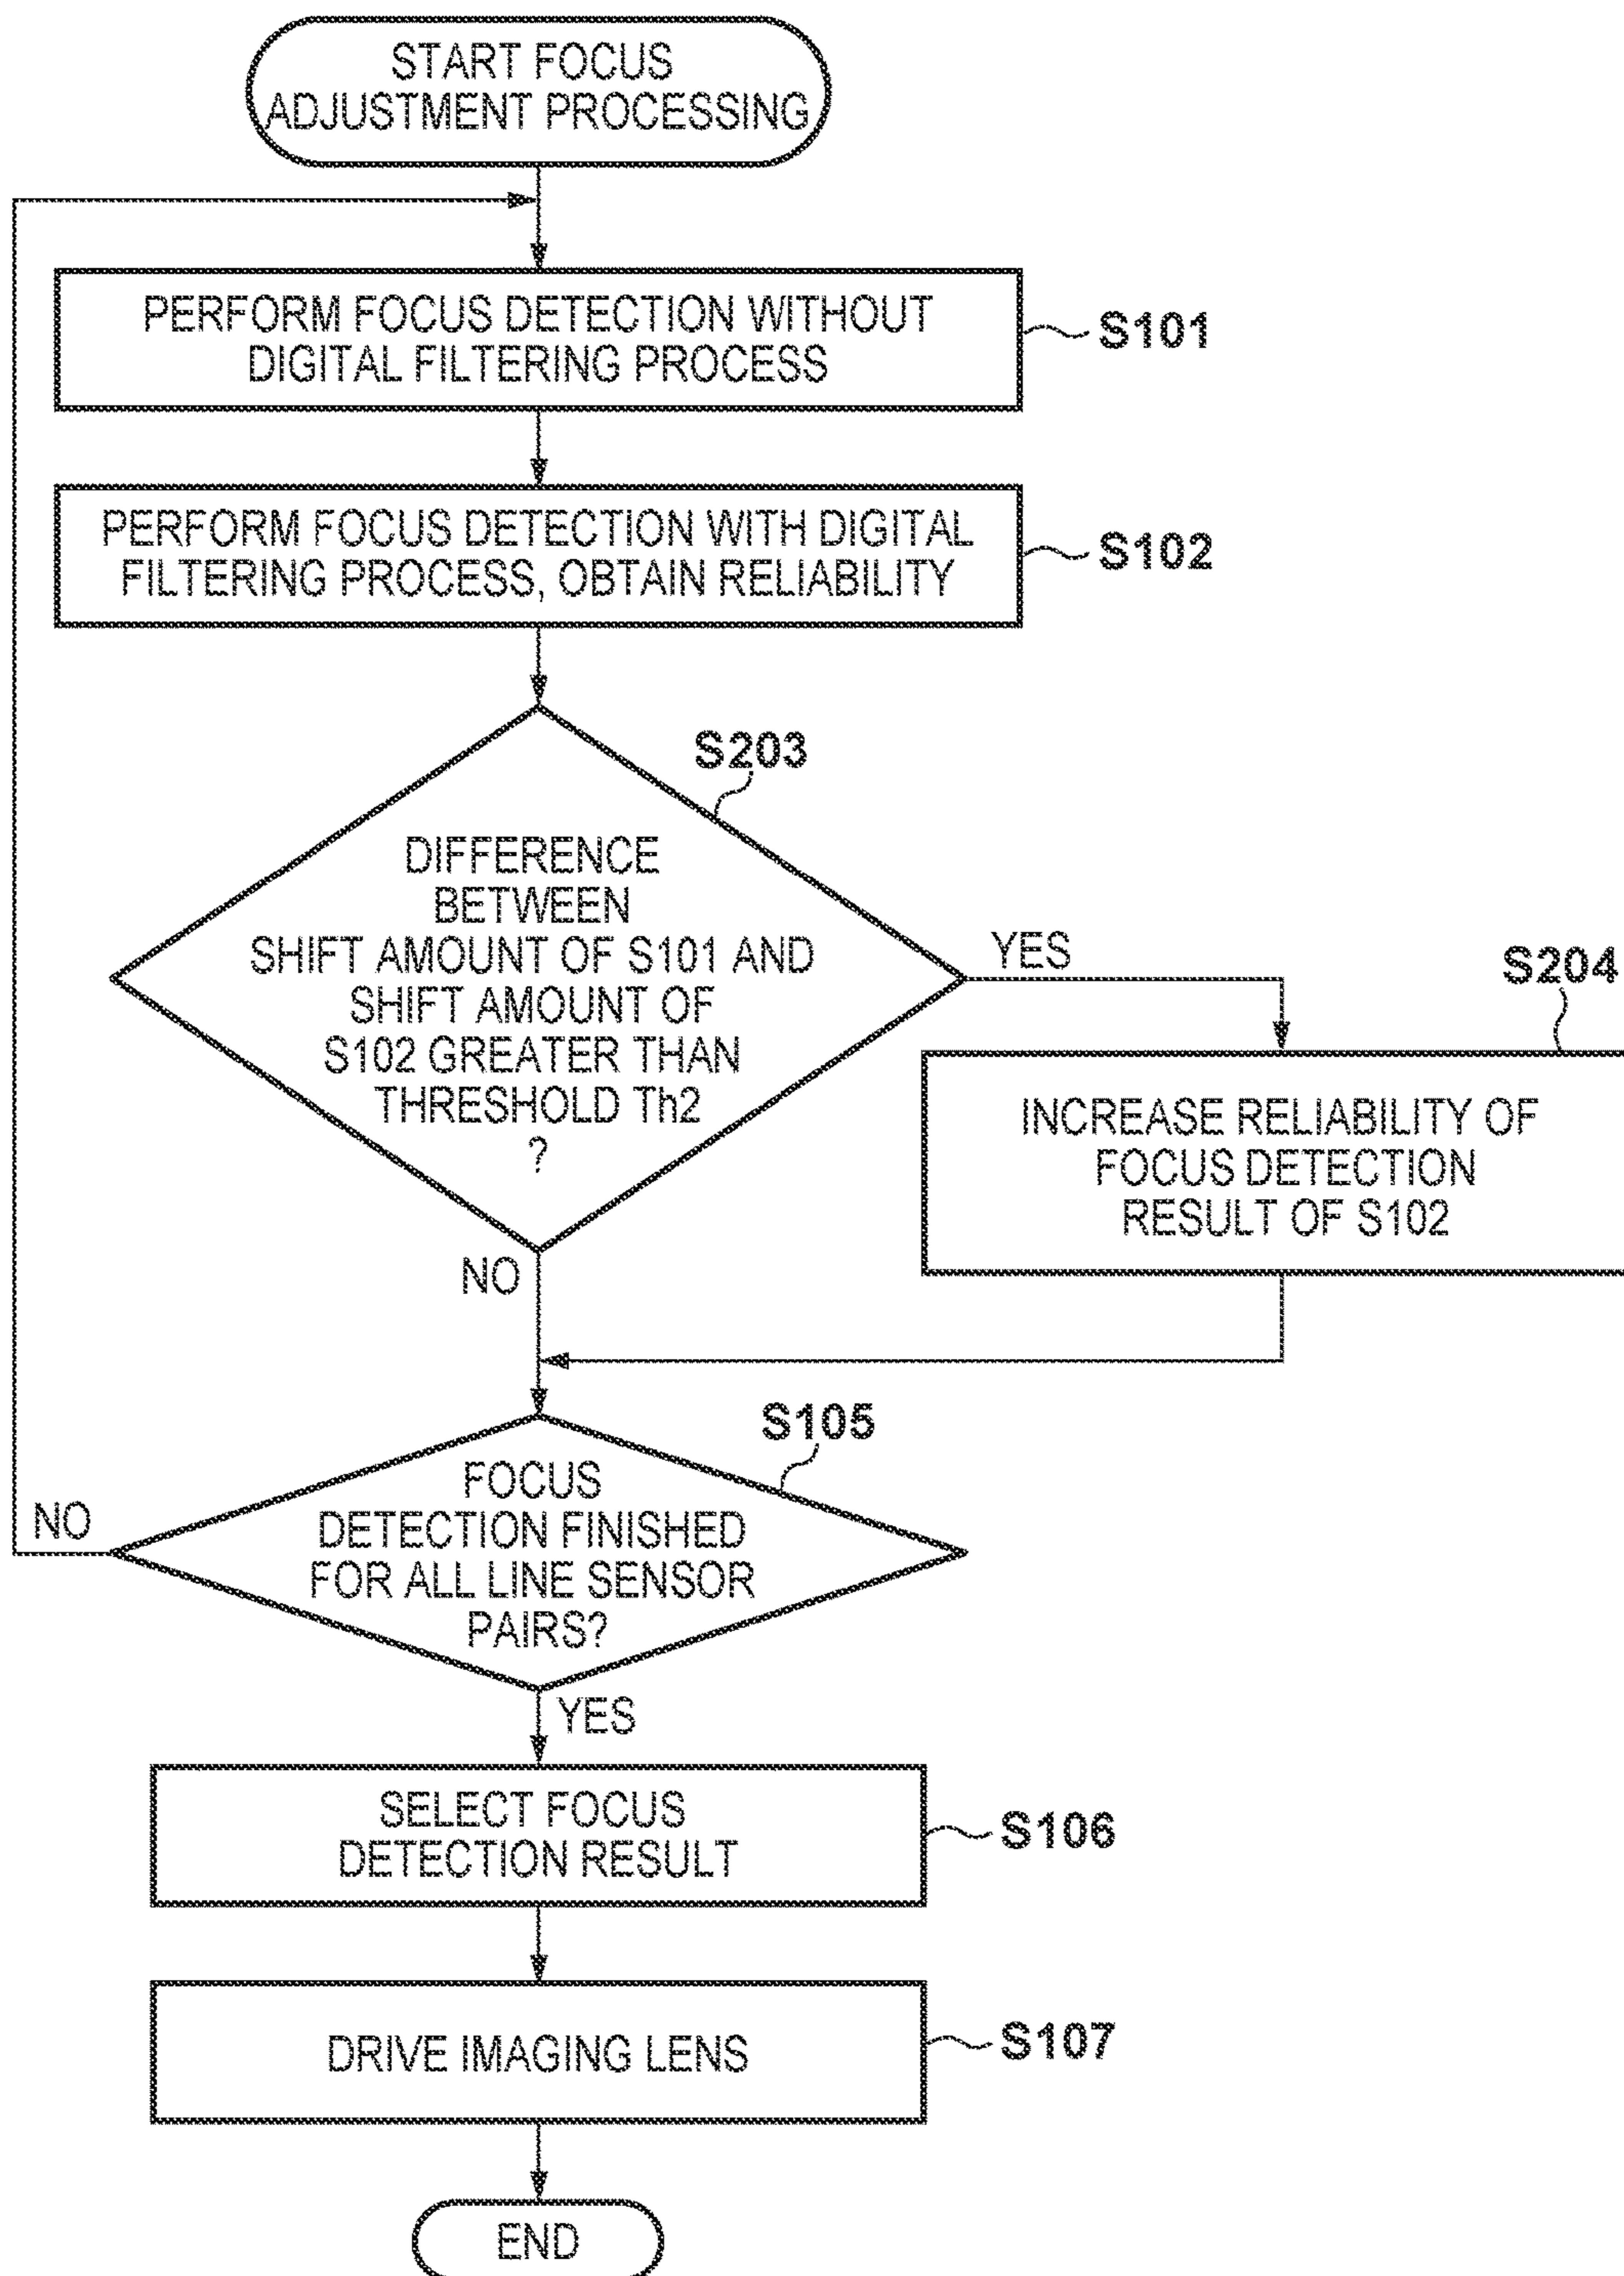 START FOCUS
ADJUSTMENT PROCESSING
PERFORM FOCUS DETECTION WITHOUT
DIGITAL FILTERING PROCESS
S101
PERFORM FOCUS DETECTION WITH DIGITAL
FILTERING PROCESS, OBTAIN RELIABILITY
S102
S203
DIFFERENCE
BETWEEN
SHIFT AMOUNT OF S101 AND
SHIFT AMOUNT OF
S102 GREATER THAN
THRESHOLD Th2
?
YES
S204
INCREASE RELIABILITY OF
FOCUS DETECTION
RESULT OF S102
NO
S105
FOCUS
DETECTION FINISHED
FOR ALL LINE SENSOR
PAIRS?
NO
YES
SELECT FOCUS
DETECTION RESULT
S106
DRIVE IMAGING LENS
S107
END